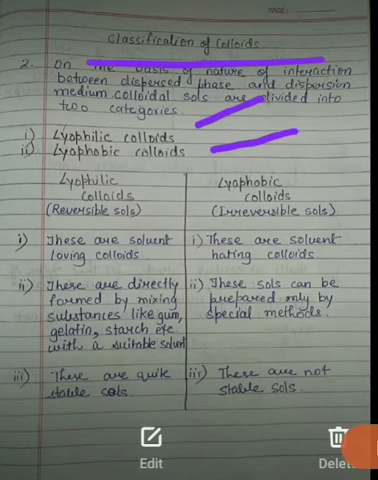 PAGE:
Classification of Colloids
2. On the basis of nature of interaction
between dispersed phase and dispersion
medium colloidal sols are divided into
two categories.
i) Lyophilic colloids
ii) Lyophobic colloids
Lyophilic
colloids
(Reversible sols)
i) These are solvent
loving colloids.
ii) These are directly
formed by mixing
substances like gum,
gelatin, starch etc
with a suitable solvent
iii) These are quite
stable sols
Lyophobic
colloids
(Irreversible sols)
i) These are solvent
hating colloids.
ii) These sols can be
prepared only by
special methods.
iii) These are not
stable sols.
Edit
Delete